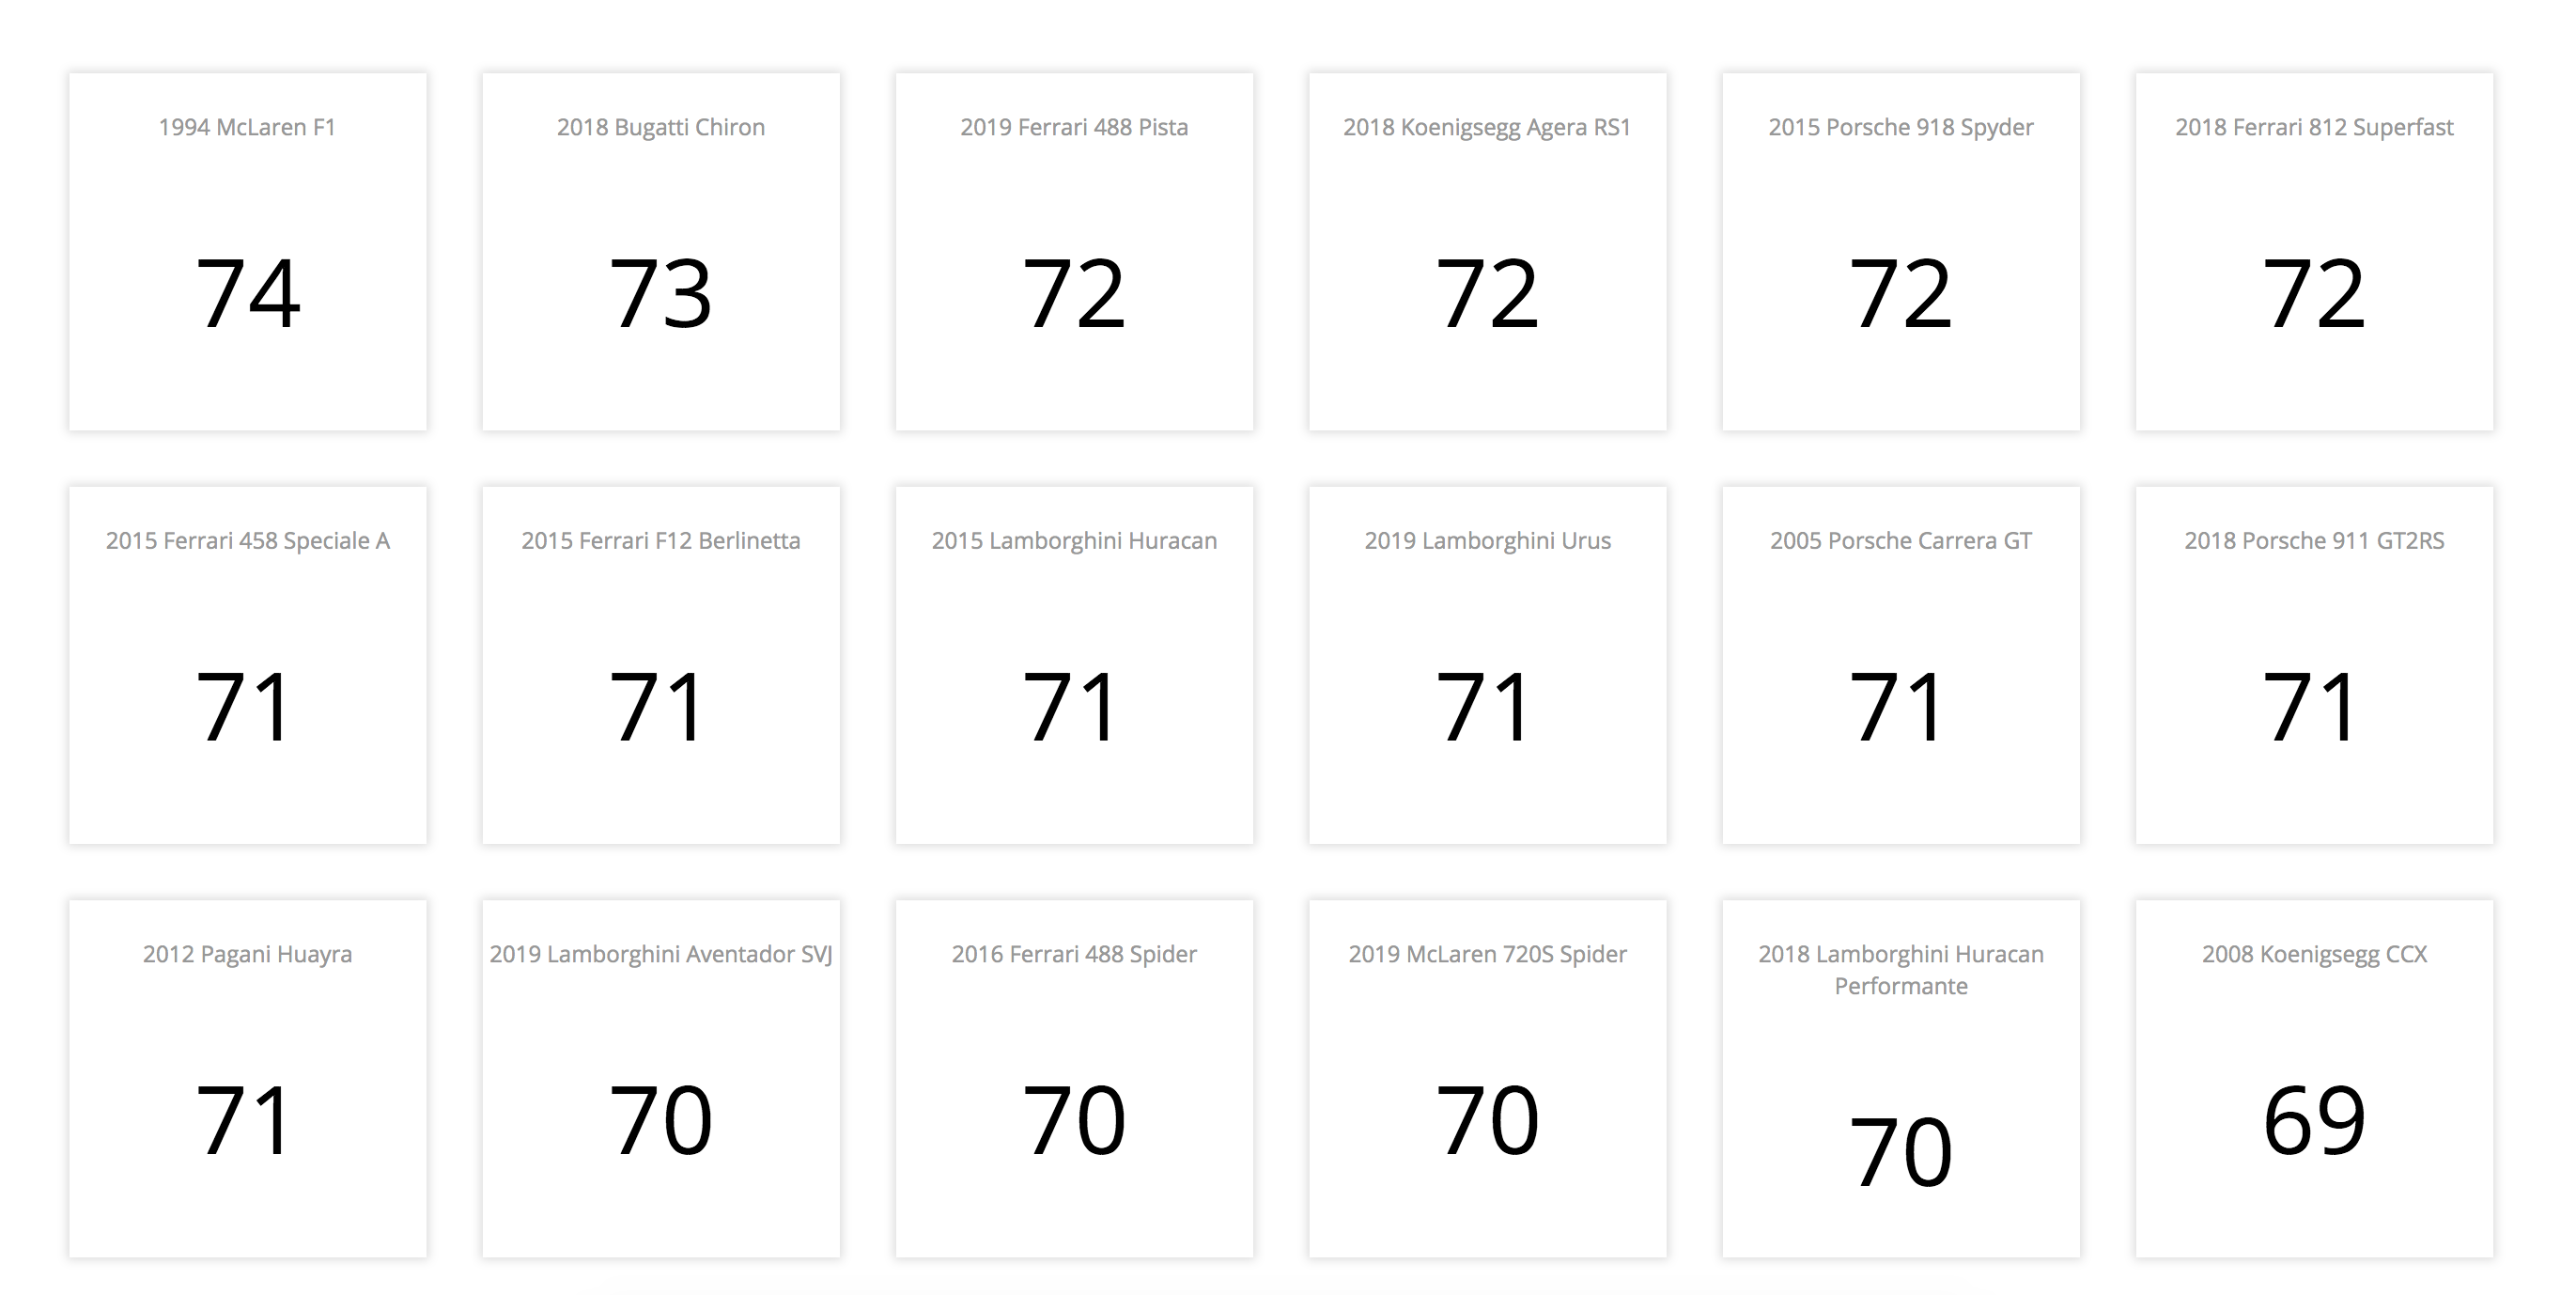 1994 McLaren F1
74
2018 Bugatti Chiron
73
2019 Ferrari 488 Pista
72
2018 Koenigsegg Agera RS1
72
2015 Porsche 918 Spyder
72
2018 Ferrari 812 Superfast
72
2015 Ferrari 458 Speciale A
71
2015 Ferrari F12 Berlinetta
71
2015 Lamborghini Huracan
71
2019 Lamborghini Urus
71
2005 Porsche Carrera GT
71
2018 Porsche 911 GT2RS
71
2012 Pagani Huayra
71
2019 Lamborghini Aventador SVJ
70
2016 Ferrari 488 Spider
70
2019 McLaren 720S Spider
70
2018 Lamborghini Huracan
Performante
70
2008 Koenigsegg CCX
69